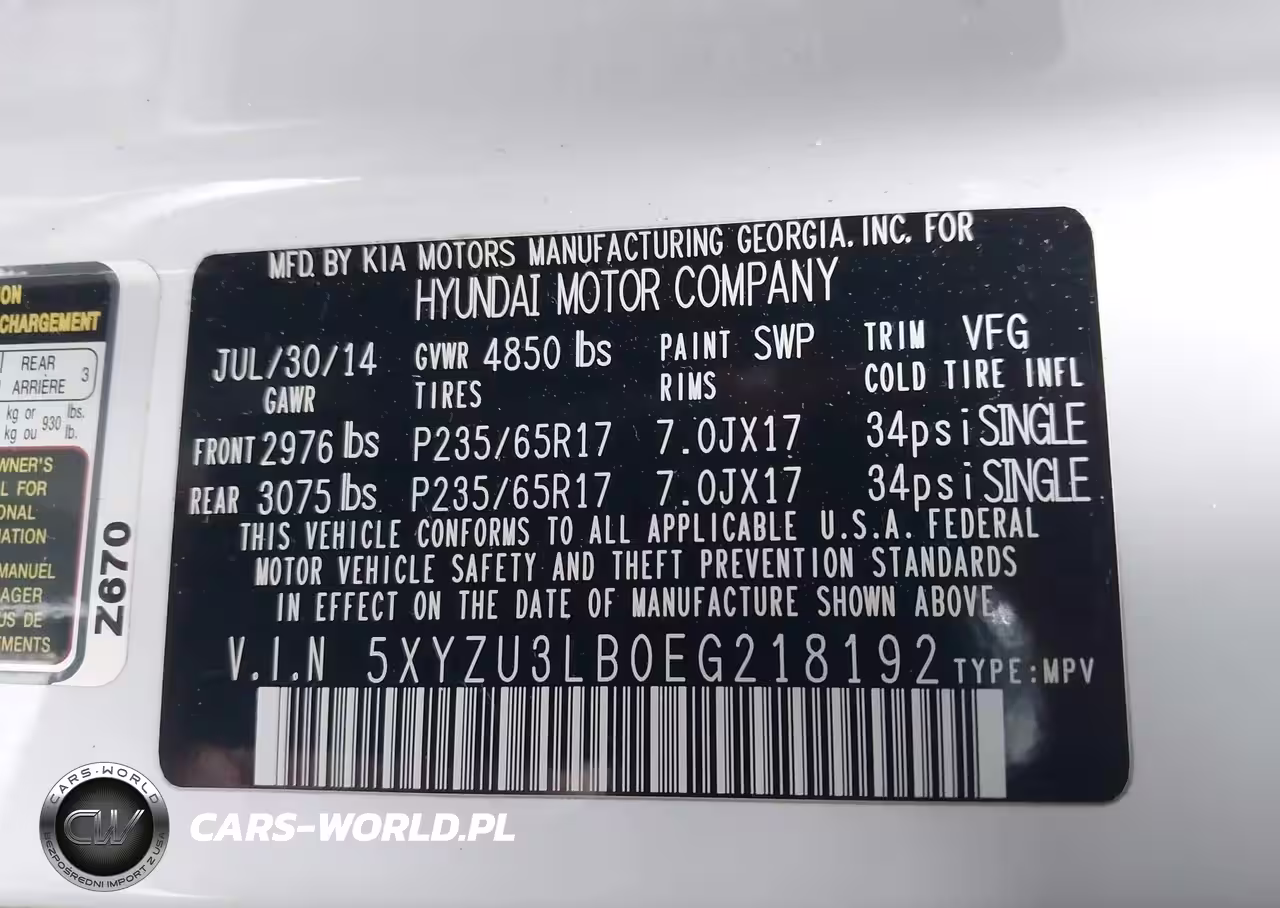 MFD. BY KIA MOTORS MANUFACTURING GEORGIA. INC. FOR
HYUNDAI MOTOR COMPANY
JUL/30/14 GVWR 4850 lbs PAINT SWP TRIM VFG
GAWR TIRES RIMS COLD TIRE INFL
FRONT 2976 lbs P235/65R17 7.0JX17 34psi SINGLE
REAR 3075 lbs P235/65R17 7.0JX17 34psi SINGLE
THIS VEHICLE CONFORMS TO ALL APPLICABLE U.S.A. FEDERAL
MOTOR VEHICLE SAFETY AND THEFT PREVENTION STANDARDS
IN EFFECT ON THE DATE OF MANUFACTURE SHOWN ABOVE.
V.I.N 5XYZU3LB0EG218192 TYPE:MPV
ON
CHARGEMENT
REAR
ARRIÈRE 3
kg or 930 lbs.
kg ou lb.
WNER'S
L FOR
ONAL
MATION
MANUEL
AGER
US DE
EMENTS
Z670
CARS-WORLD
CW
BEZPOŚREDNI IMPORT Z USA
CARS-WORLD.PL